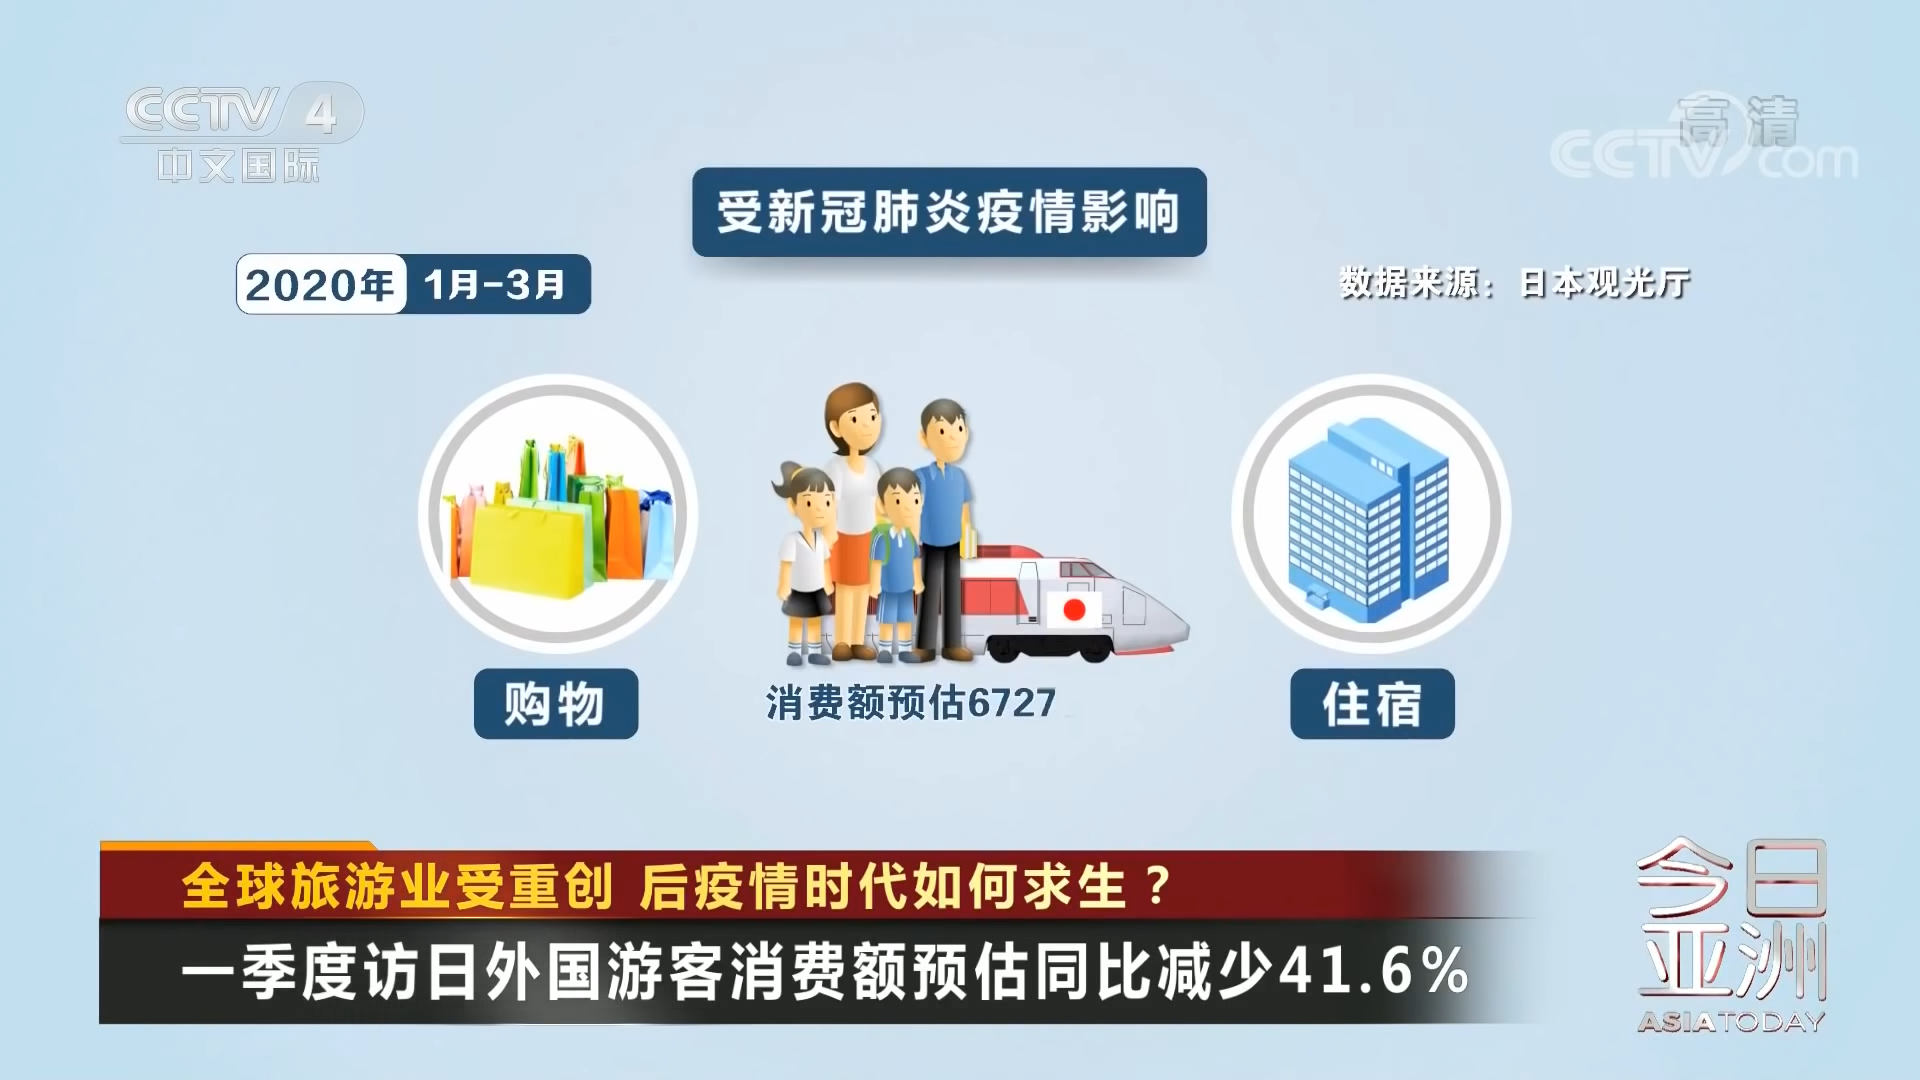 CCTV 4
中文国际
高清
CCTV.com
受新冠肺炎疫情影响
2020年 1月-3月
数据来源：日本观光厅
购物
消费额预估6727
住宿
全球旅游业受重创 后疫情时代如何求生？
一季度访日外国游客消费额预估同比减少41.6%
今日
亚洲
ASIA TODAY